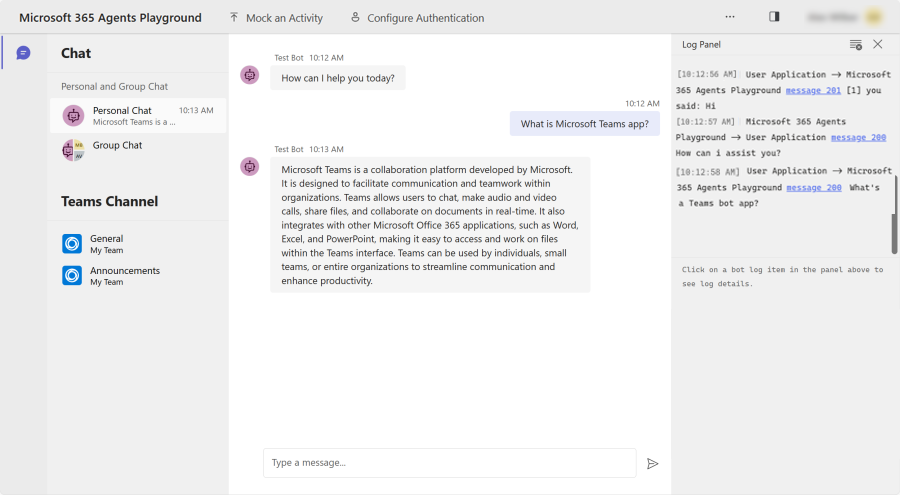 Microsoft 365 Agents Playground
Mock an Activity
Configure Authentication
Chat
Personal and Group Chat
Personal Chat 10:13 AM
Microsoft Teams is a ...
Group Chat
MB
AV
Teams Channel
General
My Team
Announcements
My Team
Test Bot 10:12 AM
How can I help you today?
10:12 AM
What is Microsoft Teams app?
Test Bot 10:13 AM
Microsoft Teams is a collaboration platform developed by Microsoft.
It is designed to facilitate communication and teamwork within
organizations. Teams allows users to chat, make audio and video
calls, share files, and collaborate on documents in real-time. It also
integrates with other Microsoft Office 365 applications, such as Word,
Excel, and PowerPoint, making it easy to access and work on files
within the Teams interface. Teams can be used by individuals, small
teams, or entire organizations to streamline communication and
enhance productivity.
Type a message...
Log Panel
[10:12:56 AM] User Application → Microsoft
365 Agents Playground message 201 [1] you
said: Hi
[10:12:57 AM] Microsoft 365 Agents
Playground → User Application message 200
How can i assist you?
[10:12:58 AM] User Application → Microsoft
365 Agents Playground message 200 What's
a Teams bot app?
Click on a bot log item in the panel above to
see log details.